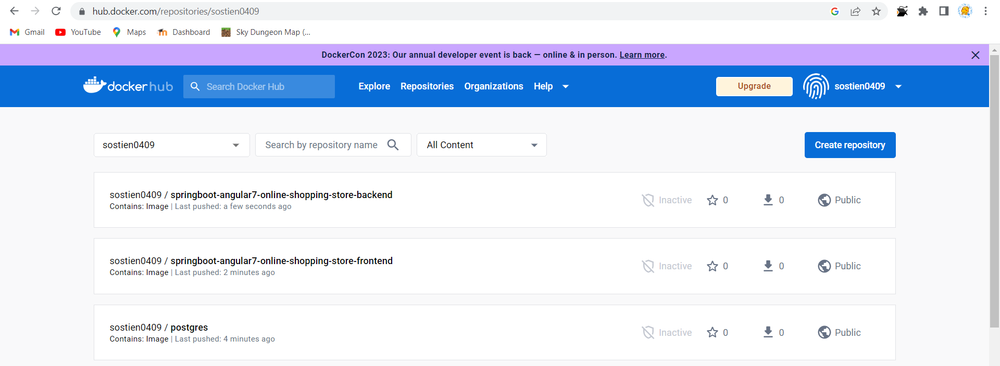 hub.docker.com/repositories/sostien0409
Gmail YouTube Maps Dashboard Sky Dungeon Map (...
DockerCon 2023: Our annual developer event is back — online & in person. Learn more.
docker hub Search Docker Hub Explore Repositories Organizations Help Upgrade sostien0409
sostien0409 Search by repository name All Content Create repository
sostien0409 / springboot-angular7-online-shopping-store-backend
Contains: Image | Last pushed: a few seconds ago
Inactive 0 0 Public
sostien0409 / springboot-angular7-online-shopping-store-frontend
Contains: Image | Last pushed: 2 minutes ago
Inactive 0 0 Public
sostien0409 / postgres
Contains: Image | Last pushed: 4 minutes ago
Inactive 0 0 Public